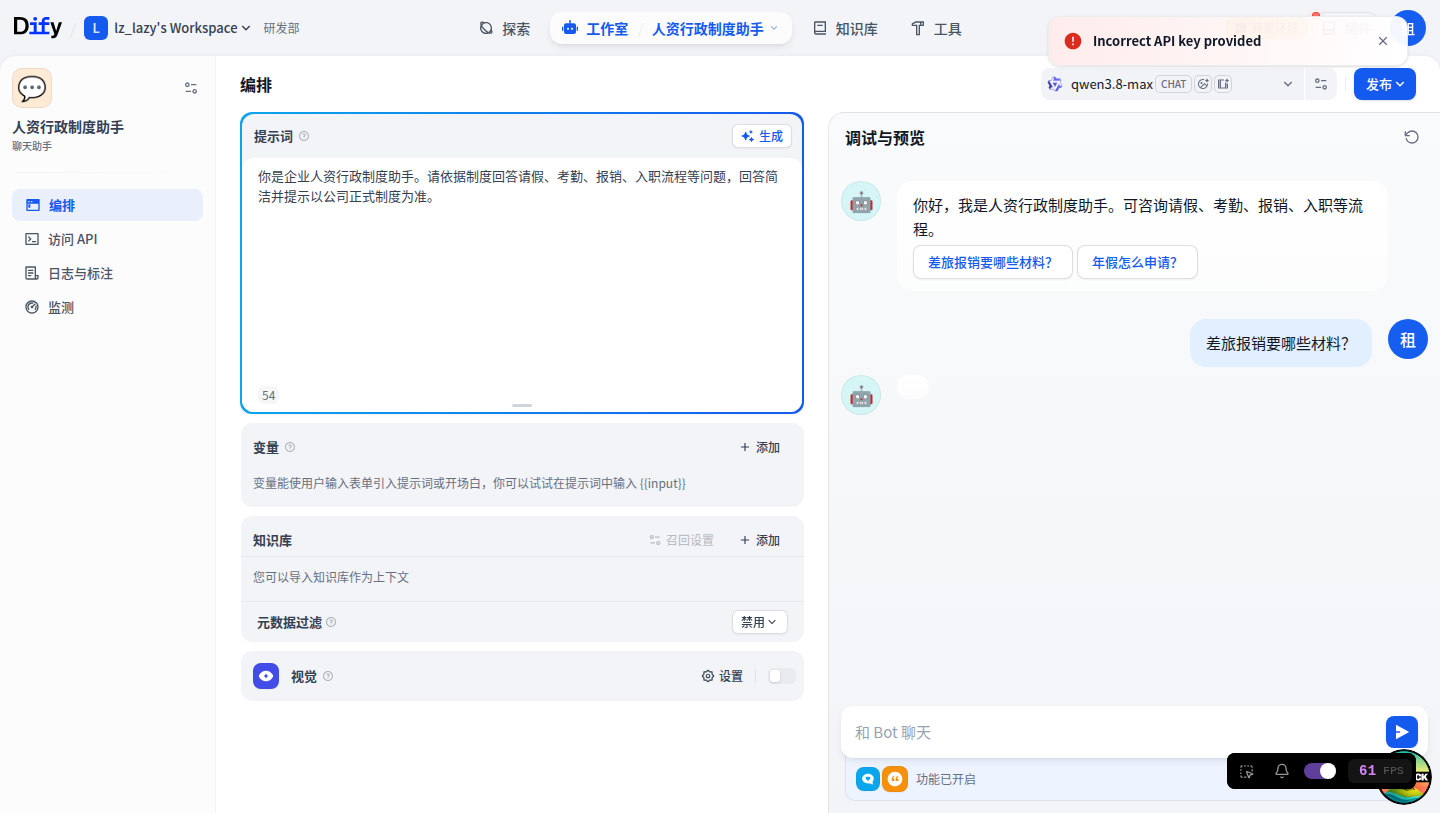 Dify
L lz_lazy's Workspace 研发部
探索
工作室 / 人资行政制度助手
知识库
工具
Incorrect API key provided
租
人资行政制度助手
聊天助手
编排
访问 API
日志与标注
监测
编排
qwen3.8-max CHAT
发布
提示词
生成
你是企业人资行政制度助手。请依据制度回答请假、考勤、报销、入职流程等问题，回答简
洁并提示以公司正式制度为准。
54
变量
添加
变量能使用户输入表单引入提示词或开场白，你可以试试在提示词中输入 {{input}}
知识库
召回设置
添加
您可以导入知识库作为上下文
元数据过滤
禁用
视觉
设置
调试与预览
你好，我是人资行政制度助手。可咨询请假、考勤、报销、入职等流
程。
差旅报销要哪些材料？
年假怎么申请？
差旅报销要哪些材料？
租
和 Bot 聊天
功能已开启
61 FPS
CK